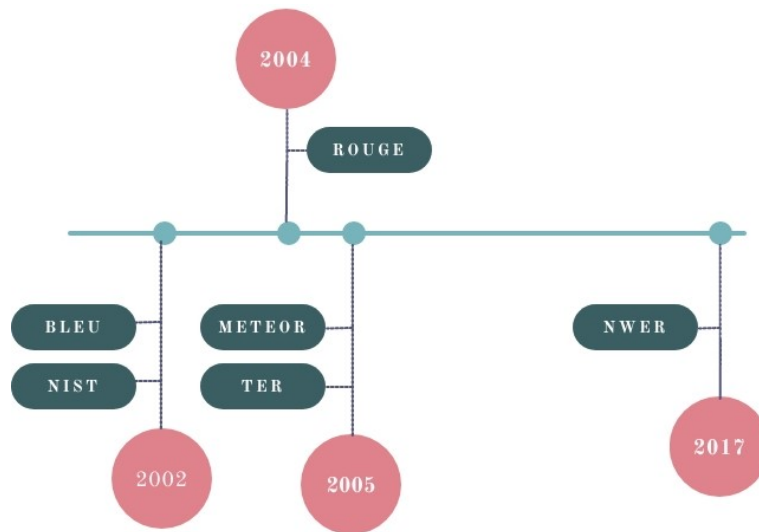 2004
ROUGE
BLEU
METEOR
NWER
NIST
TER
2002
2005
2017